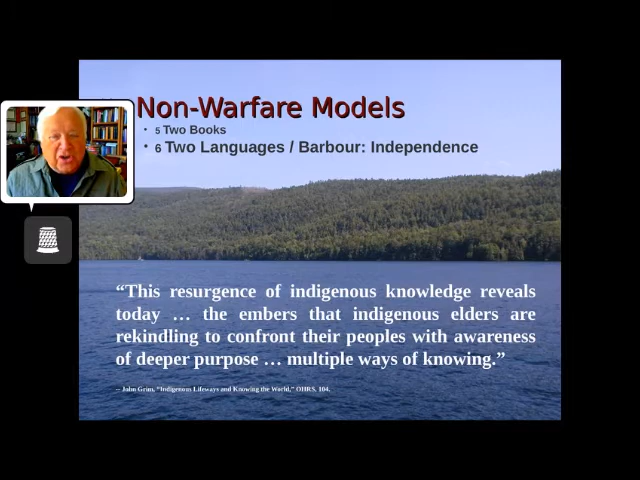 Non-Warfare Models
• 5 Two Books
• 6 Two Languages / Barbour: Independence
“This resurgence of indigenous knowledge reveals
today … the embers that indigenous elders are
rekindling to confront their peoples with awareness
of deeper purpose … multiple ways of knowing.”
-- John Grim, “Indigenous Lifeways and Knowing the World,” OHRS, 104.